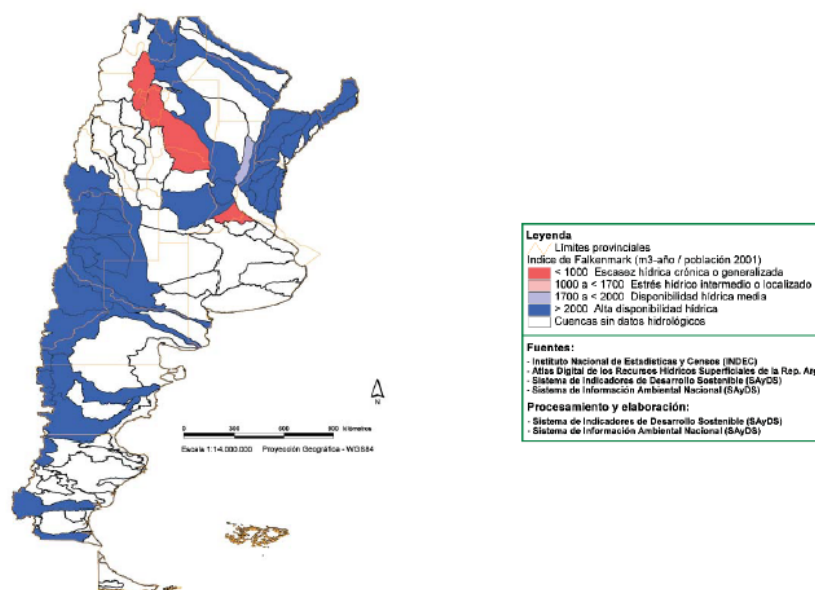 N
0 200 400 600 800 kilómetros
Escala 1:14.000.000 Proyección Geográfica - WGS84
Leyenda
Límites provinciales
Indice de Falkenmark (m3-año / población 2001)
< 1000 Escasez hídrica crónica o generalizada
1000 a < 1700 Estrés hídrico intermedio o localizado
1700 a < 2000 Disponibilidad hídrica media
> 2000 Alta disponibilidad hídrica
Cuencas sin datos hidrológicos
Fuentes:
- Instituto Nacional de Estadísticas y Censos (INDEC)
- Atlas Digital de los Recursos Hídricos Superficiales de la Rep. Arg
- Sistema de Indicadores de Desarrollo Sostenible (SAyDS)
- Sistema de Información Ambiental Nacional (SAyDS)
Procesamiento y elaboración:
- Sistema de Indicadores de Desarrollo Sostenible (SAyDS)
- Sistema de Información Ambiental Nacional (SAyDS)